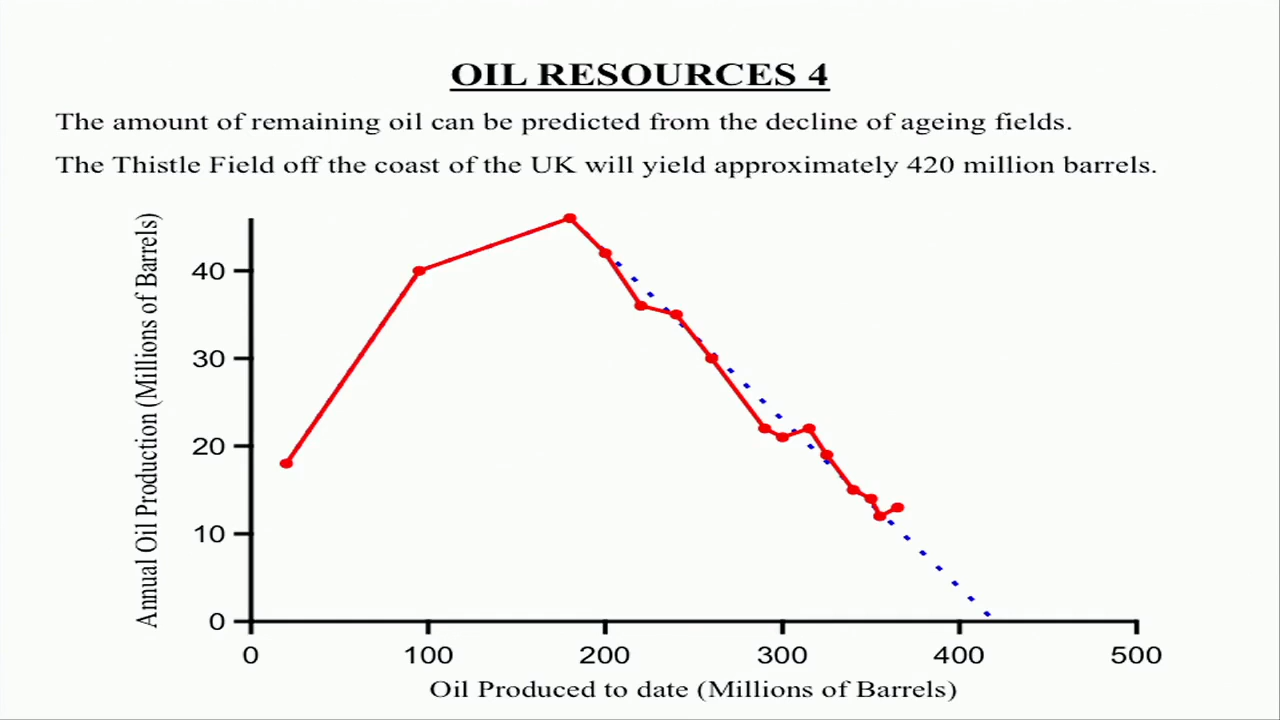 OIL RESOURCES 4
The amount of remaining oil can be predicted from the decline of ageing fields.
The Thistle Field off the coast of the UK will yield approximately 420 million barrels.
Annual Oil Production (Millions of Barrels)
40
30
20
10
0
0 100 200 300 400 500
Oil Produced to date (Millions of Barrels)